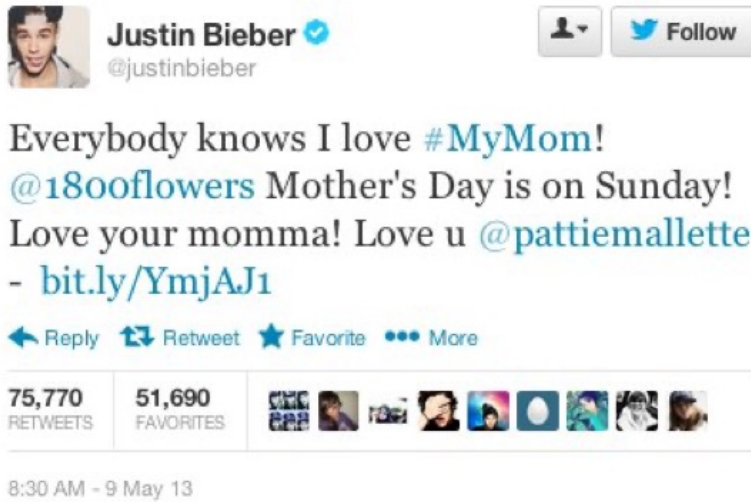 Justin Bieber
@justinbieber
Follow
Everybody knows I love #MyMom!
@1800flowers Mother's Day is on Sunday!
Love your momma! Love u @pattiemallette
- bit.ly/YmjAJ1
Reply Retweet Favorite More
75,770 51,690
RETWEETS FAVORITES
8:30 AM - 9 May 13